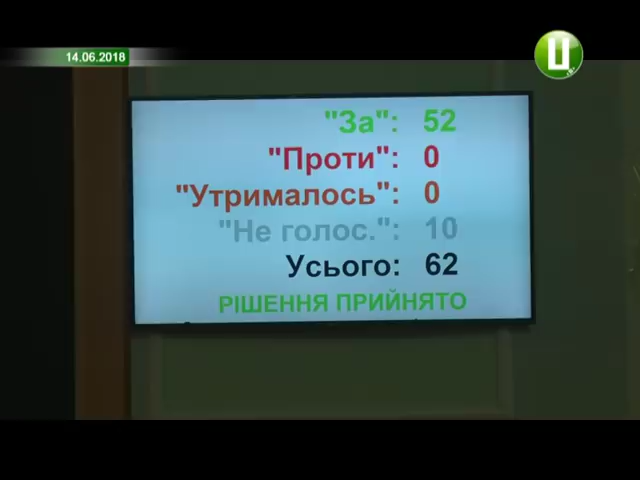 14.06.2018
Ц
"За": 52
"Проти": 0
"Утрималось": 0
"Не голос.": 10
Усього: 62
РІШЕННЯ ПРИЙНЯТО